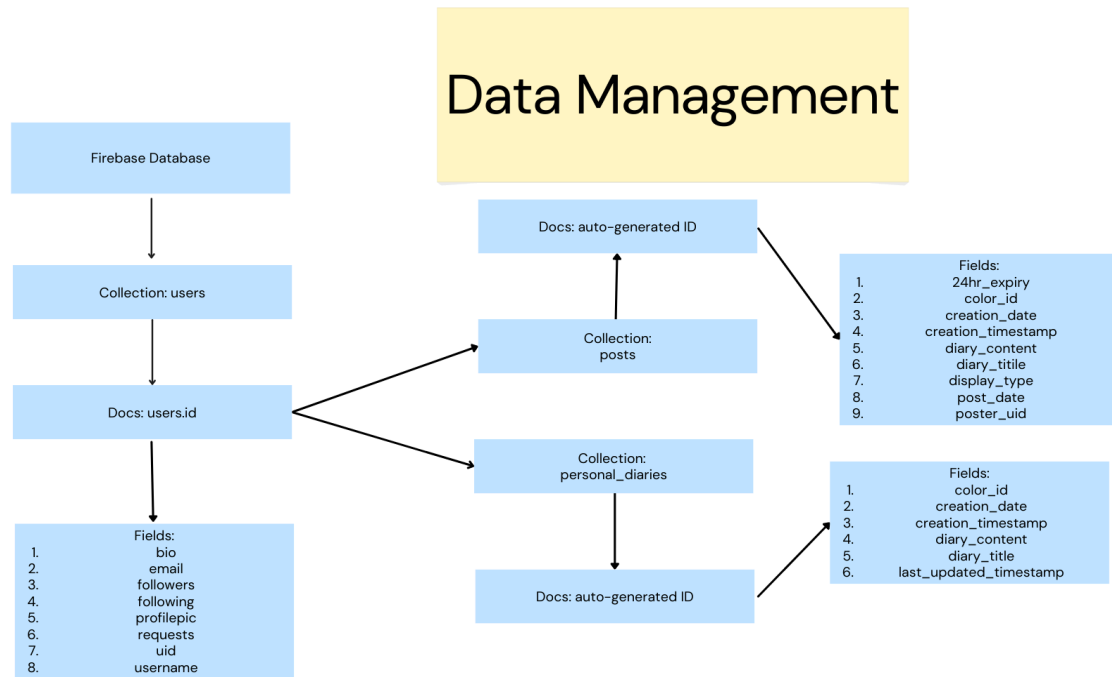 Data Management
Firebase Database
Collection: users
Docs: users.id
Fields:
1. bio
2. email
3. followers
4. following
5. profilepic
6. requests
7. uid
8. username
Docs: auto-generated ID
Collection:
posts
Collection:
personal_diaries
Docs: auto-generated ID
Fields:
1. 24hr_expiry
2. color_id
3. creation_date
4. creation_timestamp
5. diary_content
6. diary_titile
7. display_type
8. post_date
9. poster_uid
Fields:
1. color_id
2. creation_date
3. creation_timestamp
4. diary_content
5. diary_title
6. last_updated_timestamp